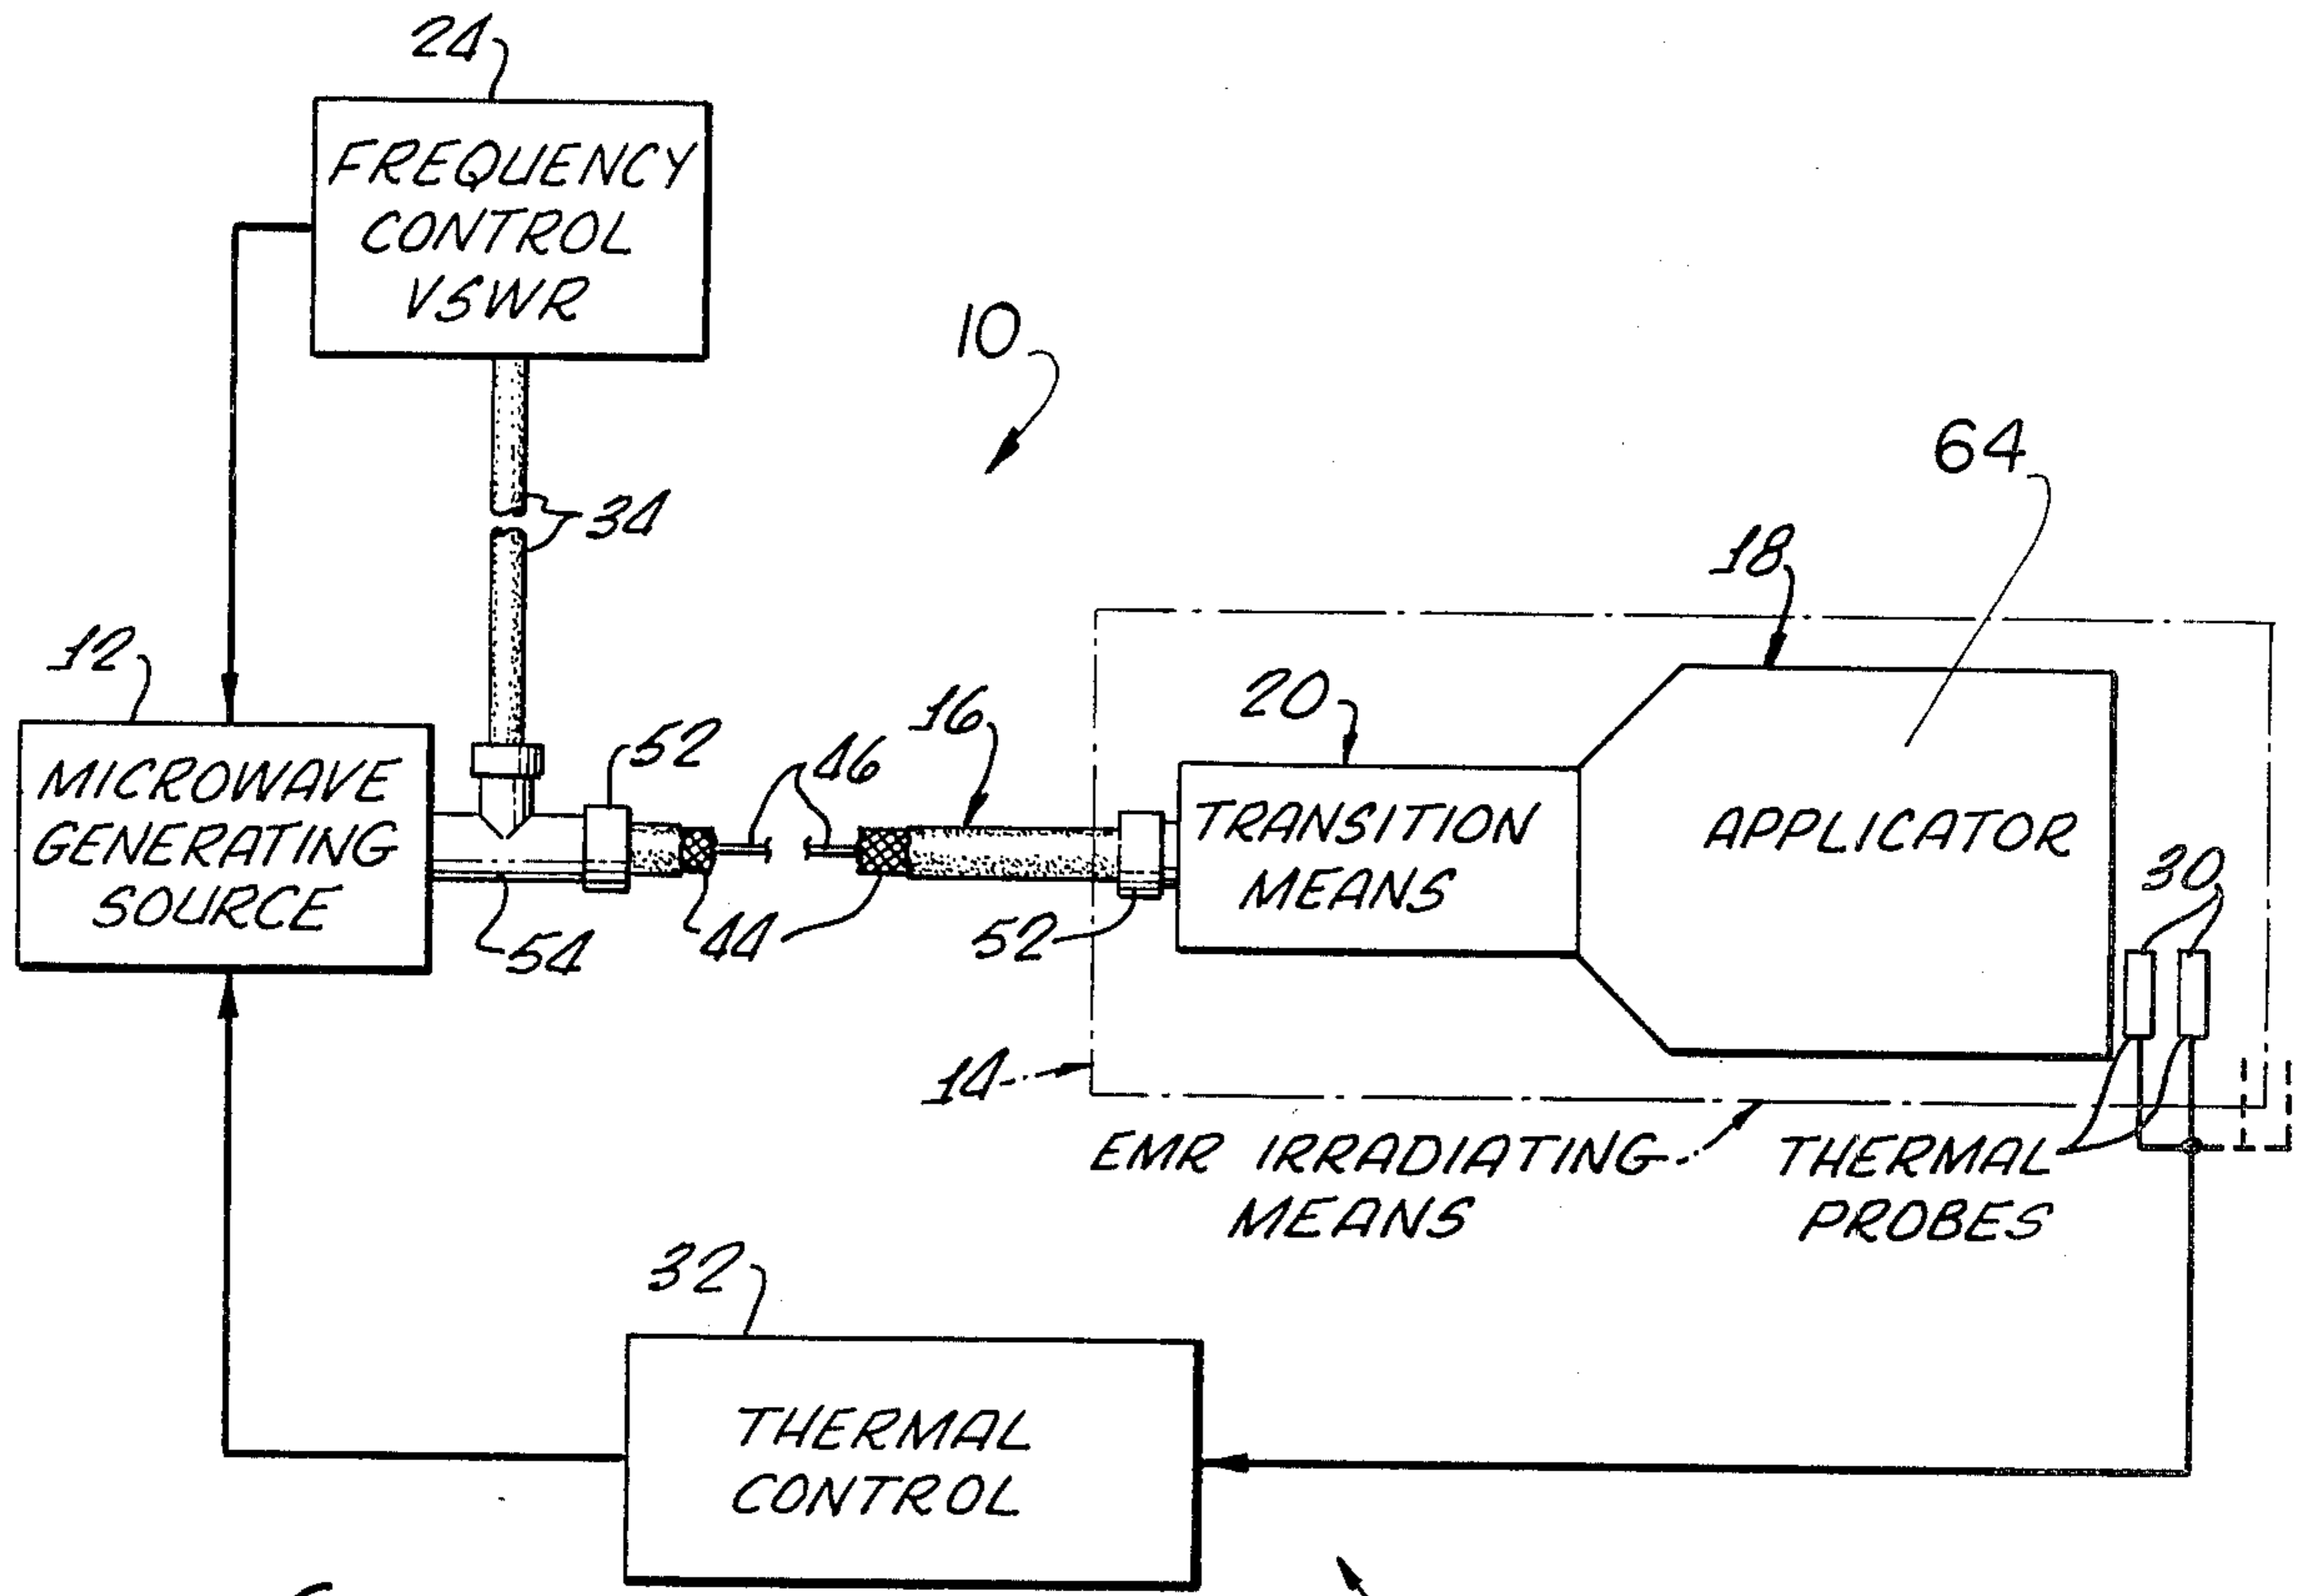 24
FREQUENCY
CONTROL
VSWR
10
64
34
18
12
20
16
52
46
MICROWAVE
GENERATING
SOURCE
TRANSITION
MEANS
APPLICATOR
30
54
44
52
14
EMR IRRADIATING
MEANS
THERMAL
PROBES
32
THERMAL
CONTROL